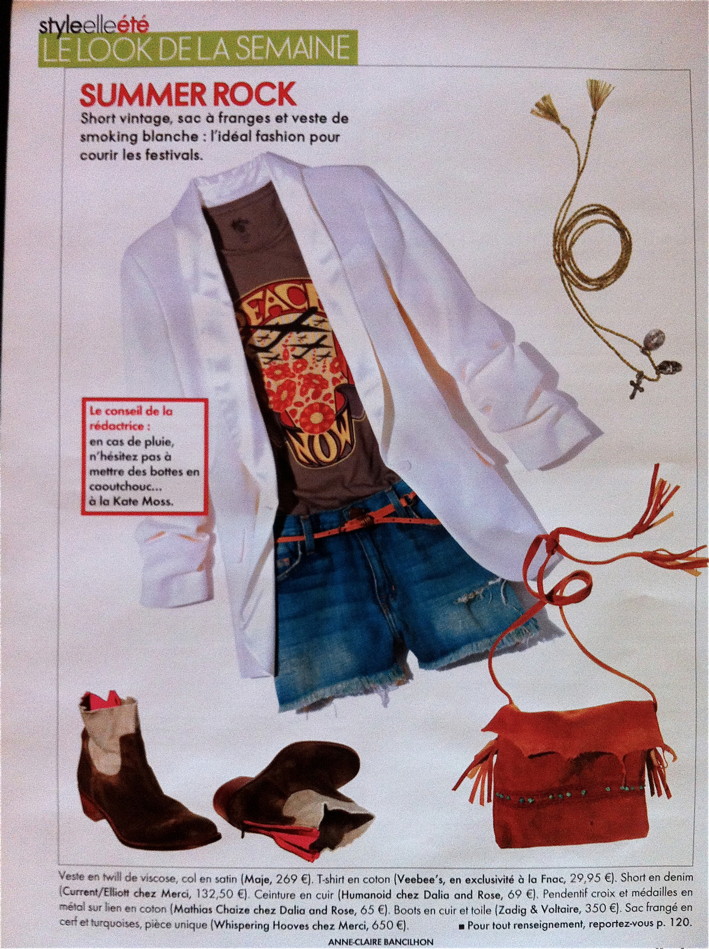 styleelleété
LE LOOK DE LA SEMAINE
SUMMER ROCK
Short vintage, sac à franges et veste de
smoking blanche : l'idéal fashion pour
courir les festivals.
EACE
NOW
Le conseil de la
rédactrice :
en cas de pluie,
n'hésitez pas à
mettre des bottes en
caoutchouc...
à la Kate Moss.
Veste en twill de viscose, col en satin (Maje, 269 €). T-shirt en coton (Veebee's, en exclusivité à la Fnac, 29,95 €). Short en denim
(Current/Elliott chez Merci, 132,50 €). Ceinture en cuir (Humanoid chez Dalia and Rose, 69 €). Pendentif croix et médailles en
métal sur lien en coton (Mathias Chaize chez Dalia and Rose, 65 €). Boots en cuir et toile (Zadig & Voltaire, 350 €). Sac frangé en
cerf et turquoises, pièce unique (Whispering Hooves chez Merci, 650 €). ■ Pour tout renseignement, reportez-vous p. 120.
ANNE-CLAIRE BANCILHON